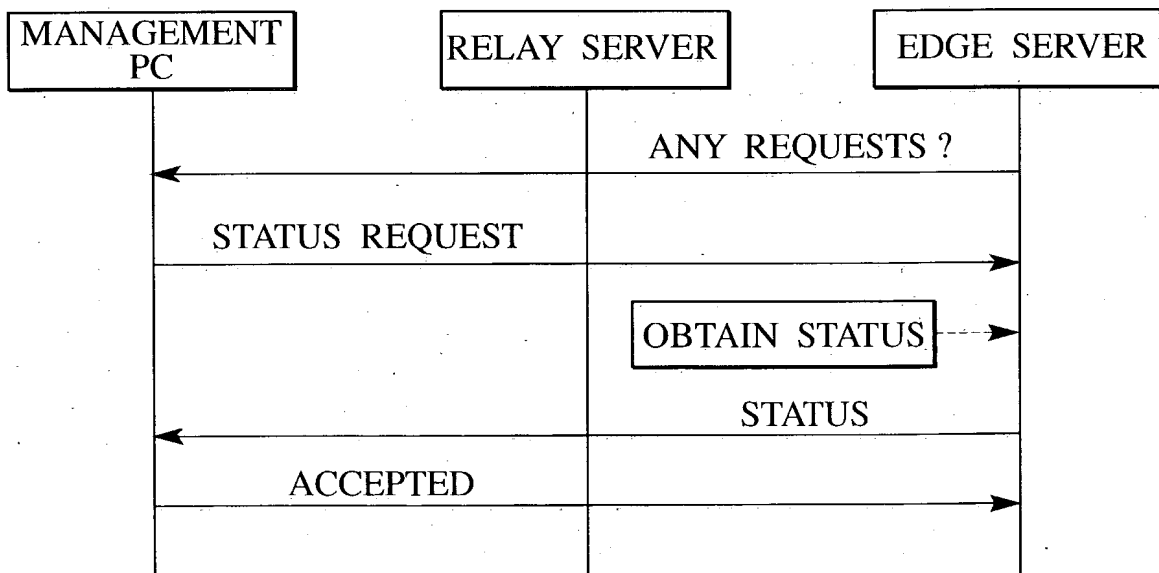 MANAGEMENT
PC
RELAY SERVER
EDGE SERVER
ANY REQUESTS ?
STATUS REQUEST
OBTAIN STATUS
STATUS
ACCEPTED